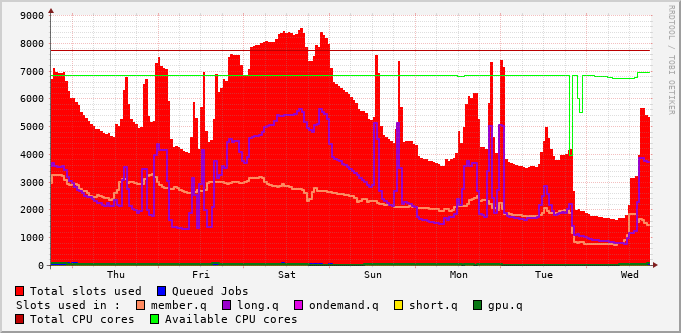 9000
8000
7000
6000
5000
4000
3000
2000
1000
0
Thu Fri Sat Sun Mon Tue Wed
RRDTOOL / TOBI OETIKER
Total slots used Queued Jobs
Slots used in : member.q long.q ondemand.q short.q gpu.q
Total CPU cores Available CPU cores